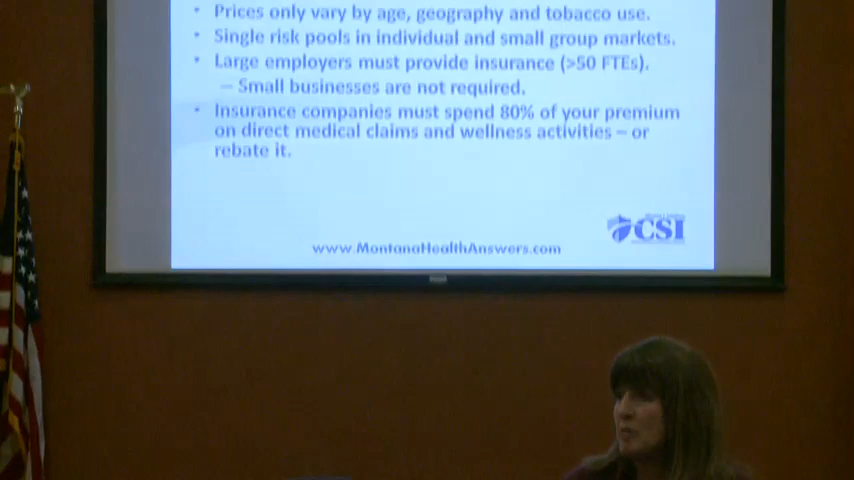 • Prices only vary by age, geography and tobacco use.
• Single risk pools in individual and small group markets.
• Large employers must provide insurance (>50 FTEs).
– Small businesses are not required.
• Insurance companies must spend 80% of your premium
on direct medical claims and wellness activities – or
rebate it.
CSI
www.MontanaHealthAnswers.com